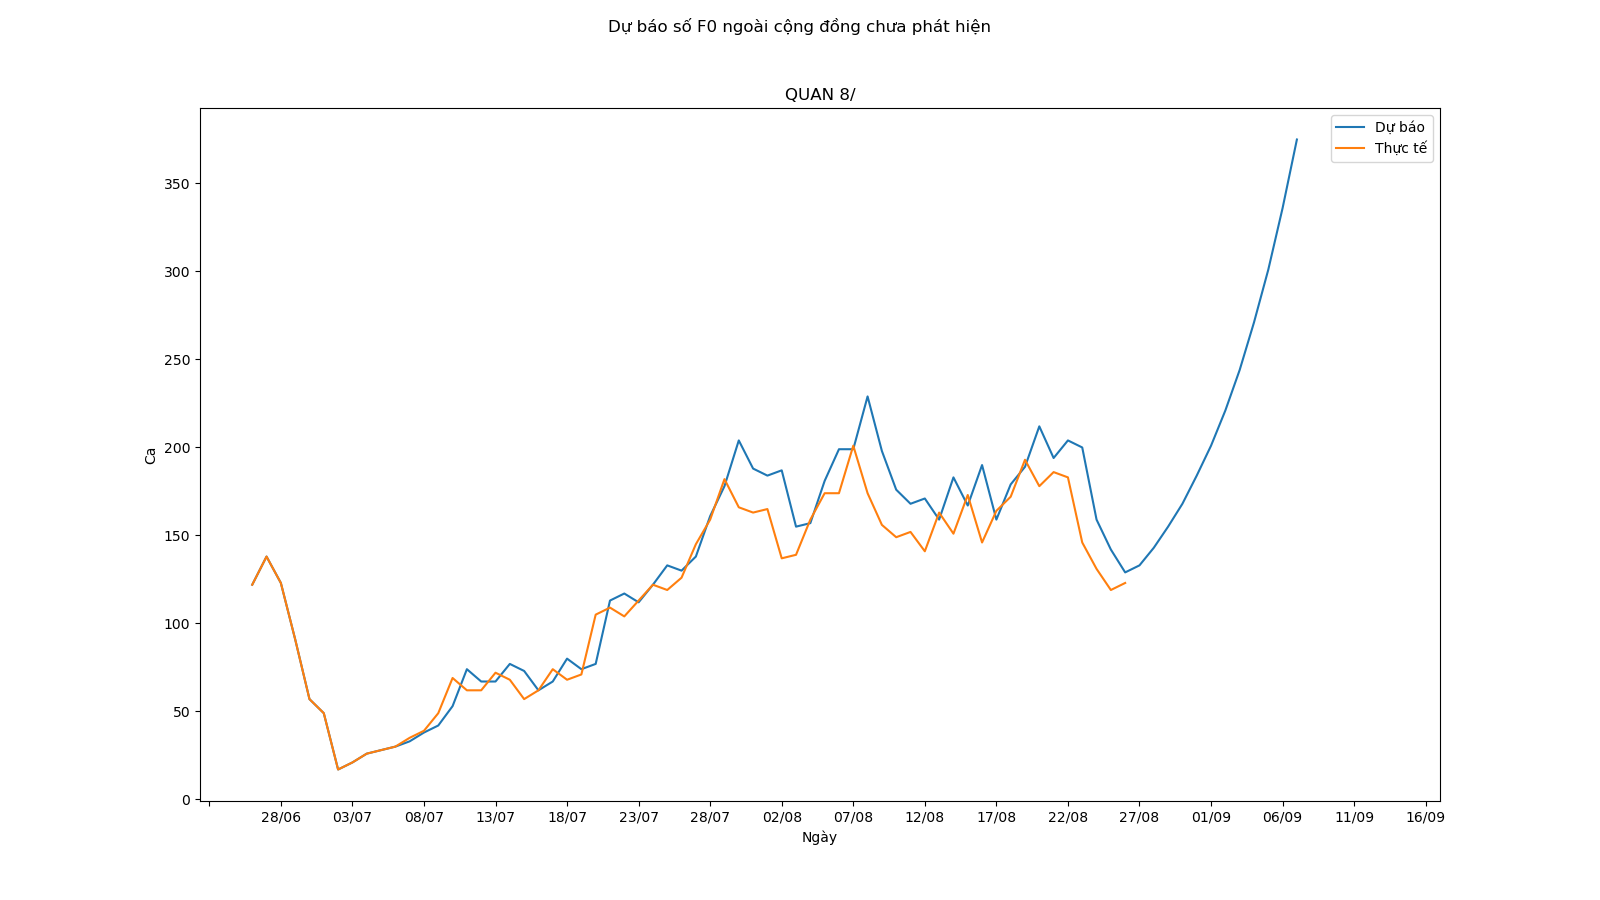 Dự báo số F0 ngoài cộng đồng chưa phát hiện
QUAN 8/
Dự báo
Thực tế
350
300
250
200
150
100
50
0
Ca
28/06 03/07 08/07 13/07 18/07 23/07 28/07 02/08 07/08 12/08 17/08 22/08 27/08 01/09 06/09 11/09 16/09
Ngày